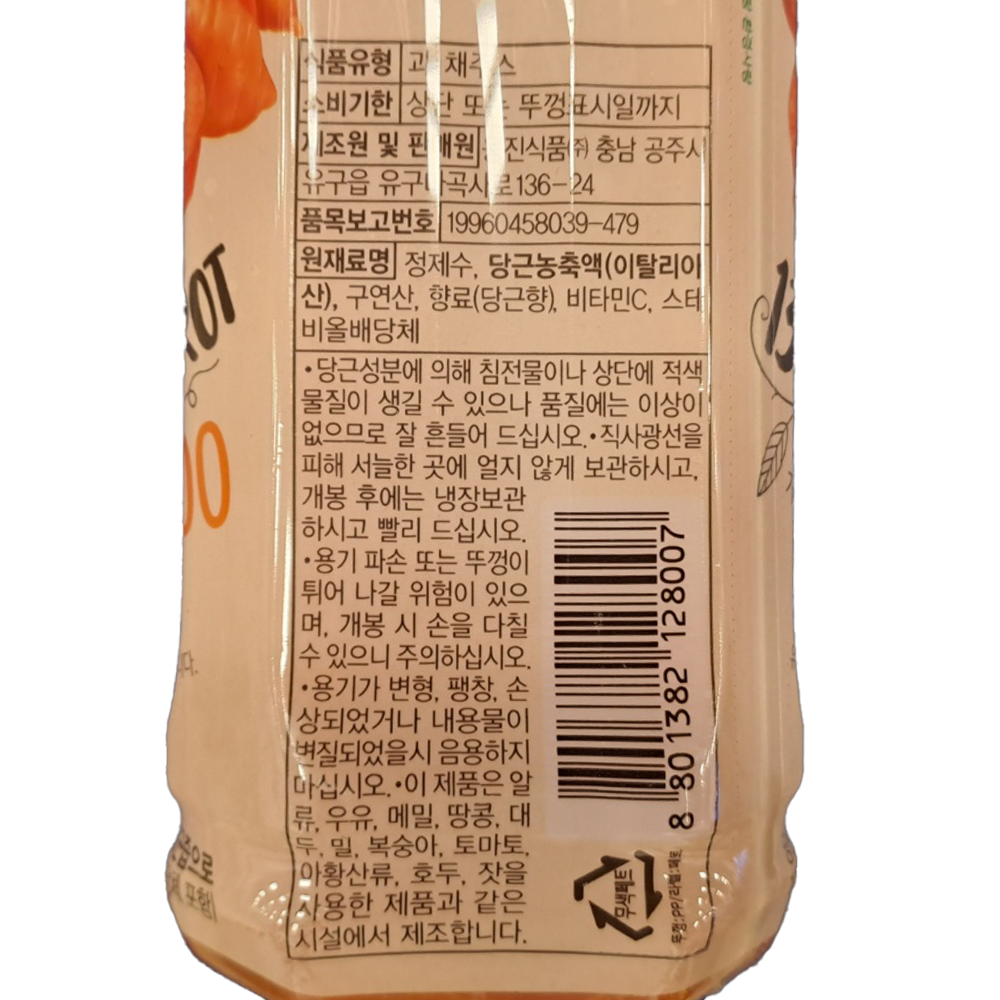 식품유형 과·채주스
소비기한 상단 또는 뚜껑표시일까지
제조원 및 판매원 진식품㈜ 충남 공주시
유구읍 유구마곡사로136-24
품목보고번호 19960458039-479
원재료명 정제수, 당근농축액(이탈리아
산), 구연산, 향료(당근향), 비타민C, 스테
비올배당체
•당근성분에 의해 침전물이나 상단에 적색
물질이 생길 수 있으나 품질에는 이상이
없으므로 잘 흔들어 드십시오.•직사광선을
피해 서늘한 곳에 얼지 않게 보관하시고,
개봉 후에는 냉장보관
하시고 빨리 드십시오.
•용기 파손 또는 뚜껑이
튀어 나갈 위험이 있으
며, 개봉 시 손을 다칠
수 있으니 주의하십시오.
•용기가 변형, 팽창, 손
상되었거나 내용물이
변질되었을시 음용하지
마십시오.•이 제품은 알
류, 우유, 메밀, 땅콩, 대
두, 밀, 복숭아, 토마토,
아황산류, 호두, 잣을
사용한 제품과 같은
시설에서 제조합니다.
8 801382 128007
무색페트
뚜껑:PP/라벨:페트
포함)